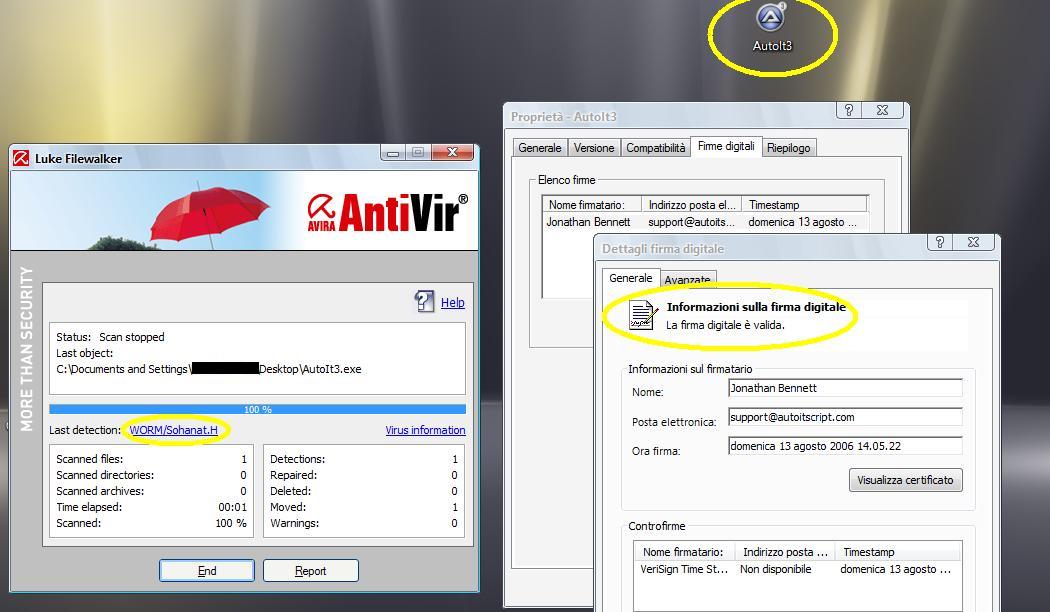 AutoIt3
Proprietà - AutoIt3
Generale
Versione
Compatibilità
Firme digitali
Riepilogo
Elenco firme
Nome firmatario:
Indirizzo posta el...
Timestamp
Jonathan Bennett
support@autoits...
domenica 13 agosto ...
Luke Filewalker
AVIRA
AntiVir®
MORE THAN SECURITY
Help
Status: Scan stopped
Last object:
C:\Documents and Settings\ Desktop\AutoIt3.exe
100 %
Last detection: WORM/Sohanat.H
Virus information
Scanned files: 1
Scanned directories: 0
Scanned archives: 0
Time elapsed: 00:01
Scanned: 100 %
Detections: 1
Repaired: 0
Deleted: 0
Moved: 1
Warnings: 0
End
Report
Dettagli firma digitale
Generale
Avanzate
Informazioni sulla firma digitale
La firma digitale è valida.
Informazioni sul firmatario
Nome: Jonathan Bennett
Posta elettronica: support@autoitscript.com
Ora firma: domenica 13 agosto 2006 14.05.22
Visualizza certificato
Controfirme
Nome firmatario:
Indirizzo posta ...
Timestamp
VeriSign Time St...
Non disponibile
domenica 13 agosto ...